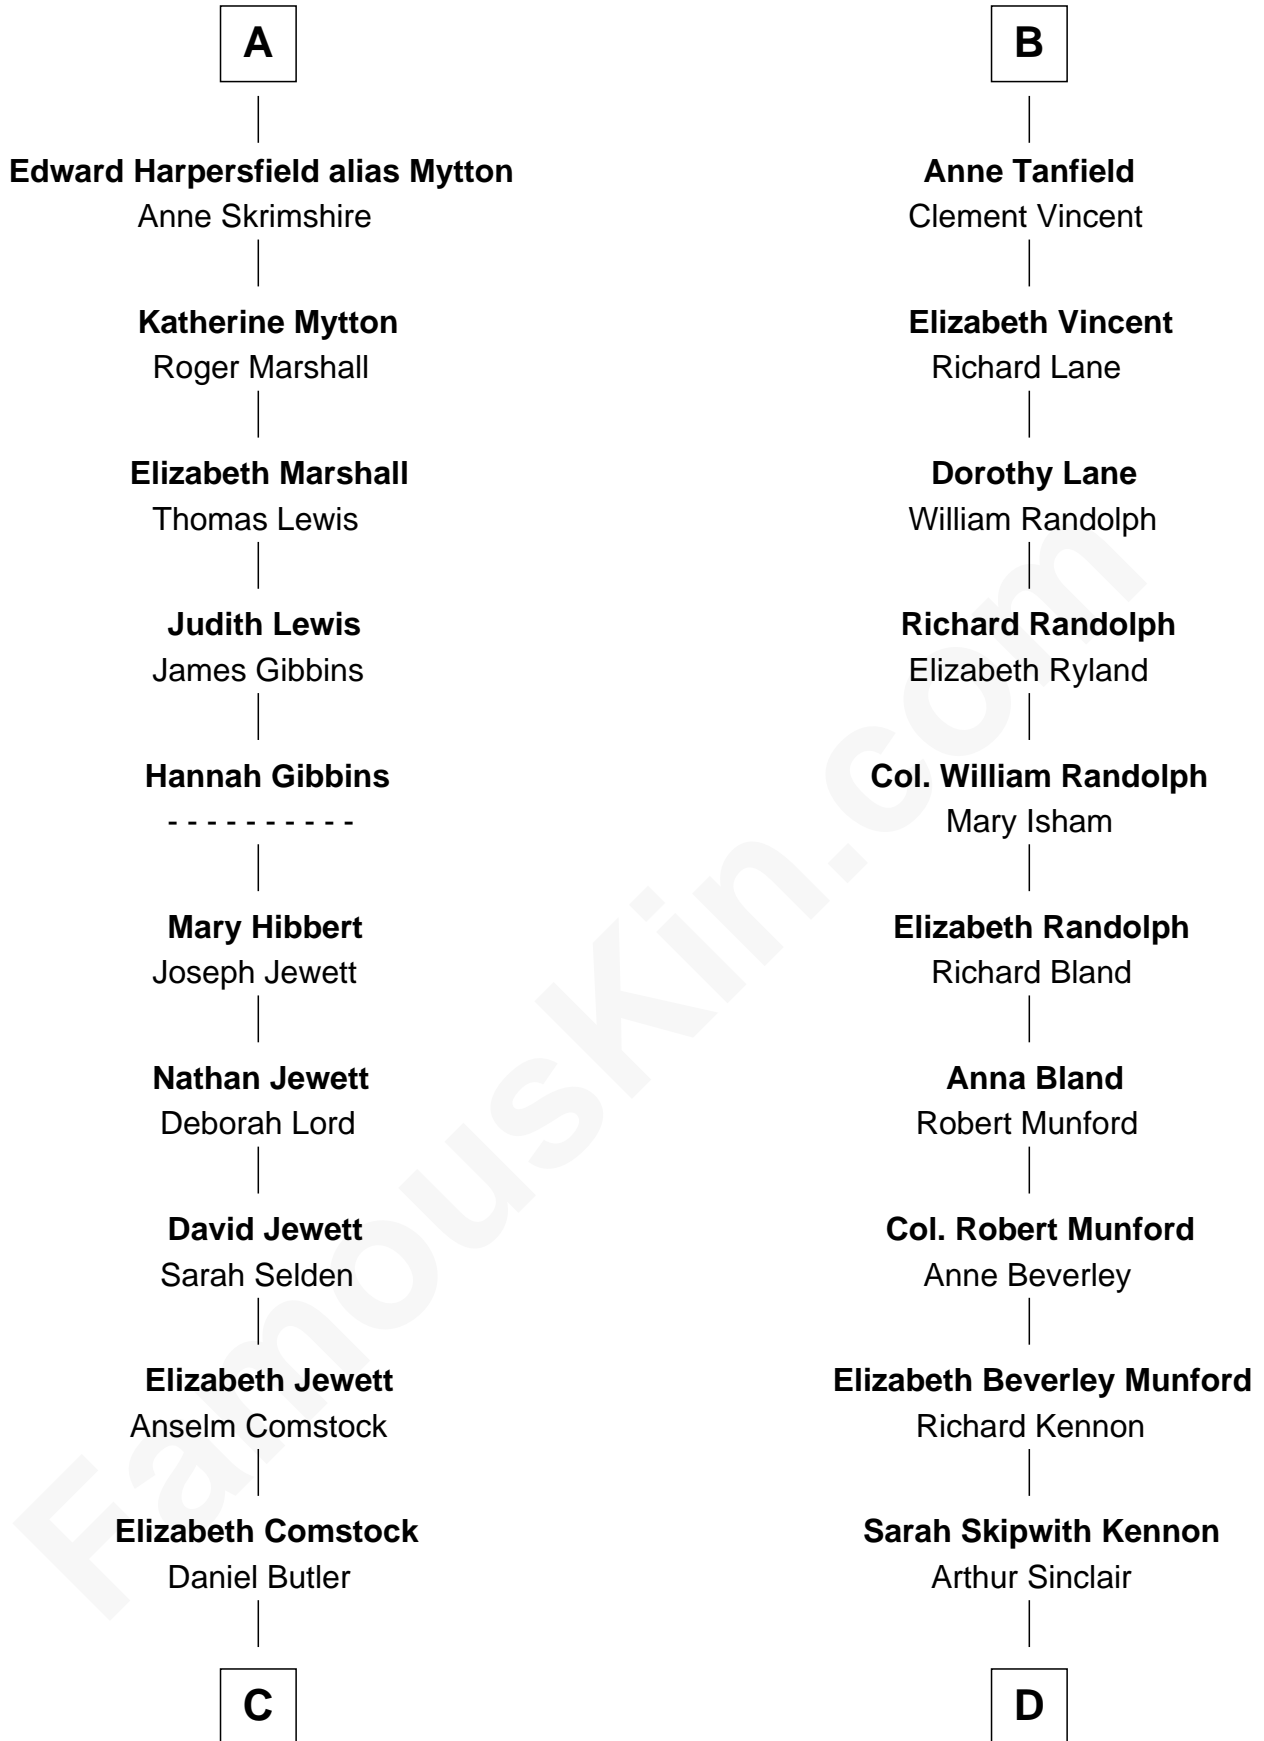 A
Edward Harpersfield alias Mytton
Anne Skrimshire
Katherine Mytton
Roger Marshall
Elizabeth Marshall
Thomas Lewis
Judith Lewis
James Gibbins
Hannah Gibbins
- - - - - - - - - -
Mary Hibbert
Joseph Jewett
Nathan Jewett
Deborah Lord
David Jewett
Sarah Selden
Elizabeth Jewett
Anselm Comstock
Elizabeth Comstock
Daniel Butler
C
B
Anne Tanfield
Clement Vincent
Elizabeth Vincent
Richard Lane
Dorothy Lane
William Randolph
Richard Randolph
Elizabeth Ryland
Col. William Randolph
Mary Isham
Elizabeth Randolph
Richard Bland
Anna Bland
Robert Munford
Col. Robert Munford
Anne Beverley
Elizabeth Beverley Munford
Richard Kennon
Sarah Skipwith Kennon
Arthur Sinclair
D
FamousKin.com